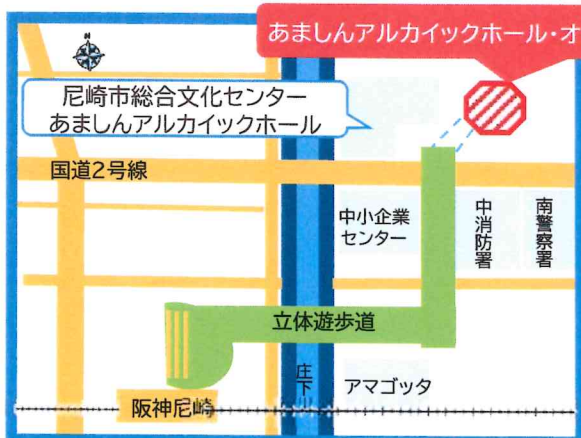 あましんアルカイックホール・オ
尼崎市総合文化センター
あましんアルカイックホール
国道2号線
中小企業
センター
中消防署
南警察署
立体遊歩道
庄下川
アマゴッタ
阪神尼崎